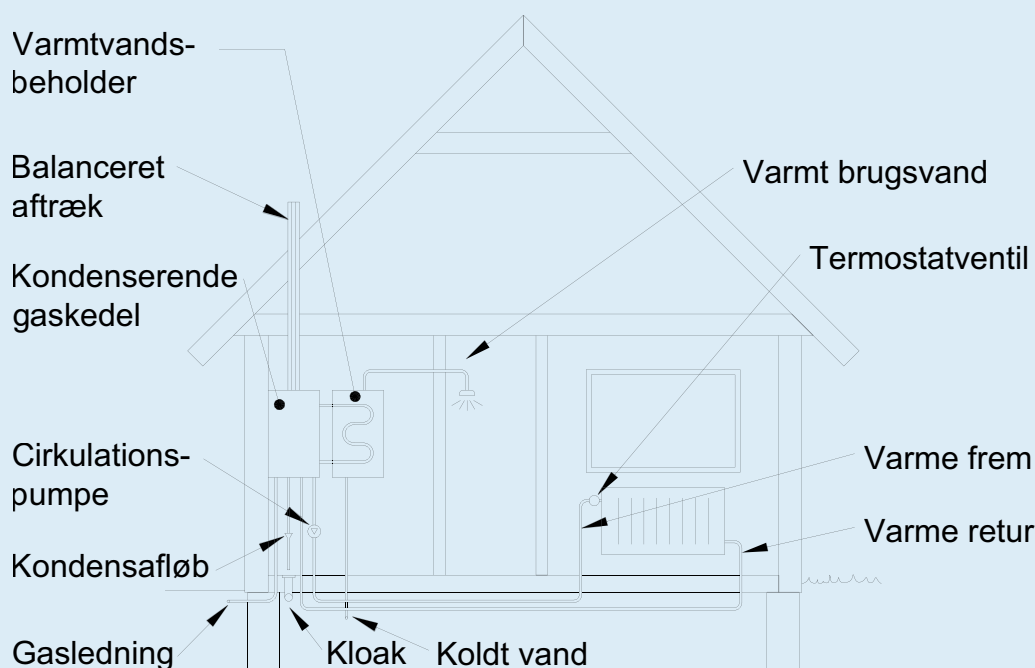 Varmtvands-
beholder
Balanceret
aftræk
Varmt brugsvand
Termostatventil
Kondenserende
gaskedel
Cirkulations-
pumpe
Varme frem
Varme retur
Kondensafløb
Gasledning
Kloak
Koldt vand